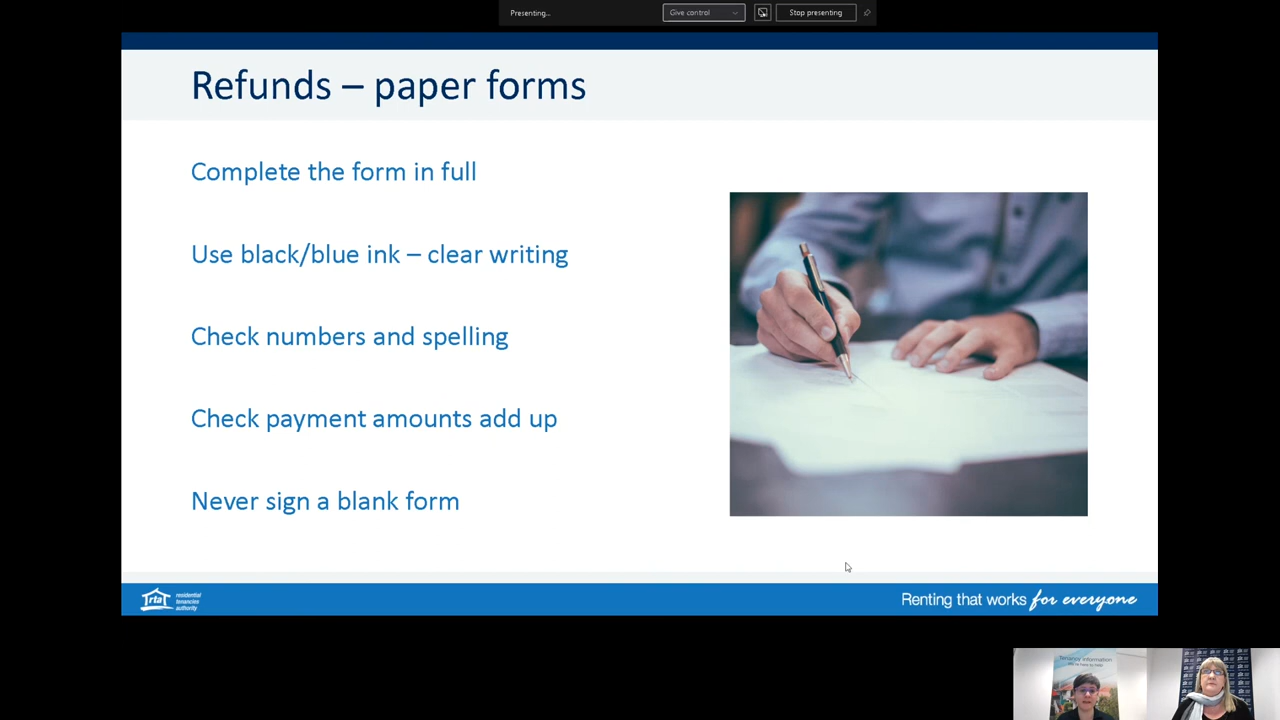 Presenting...
Give control
Stop presenting
Refunds – paper forms
Complete the form in full
Use black/blue ink – clear writing
Check numbers and spelling
Check payment amounts add up
Never sign a blank form
rta
residential
tenancies
authority
Renting that works for everyone
Tenancy information